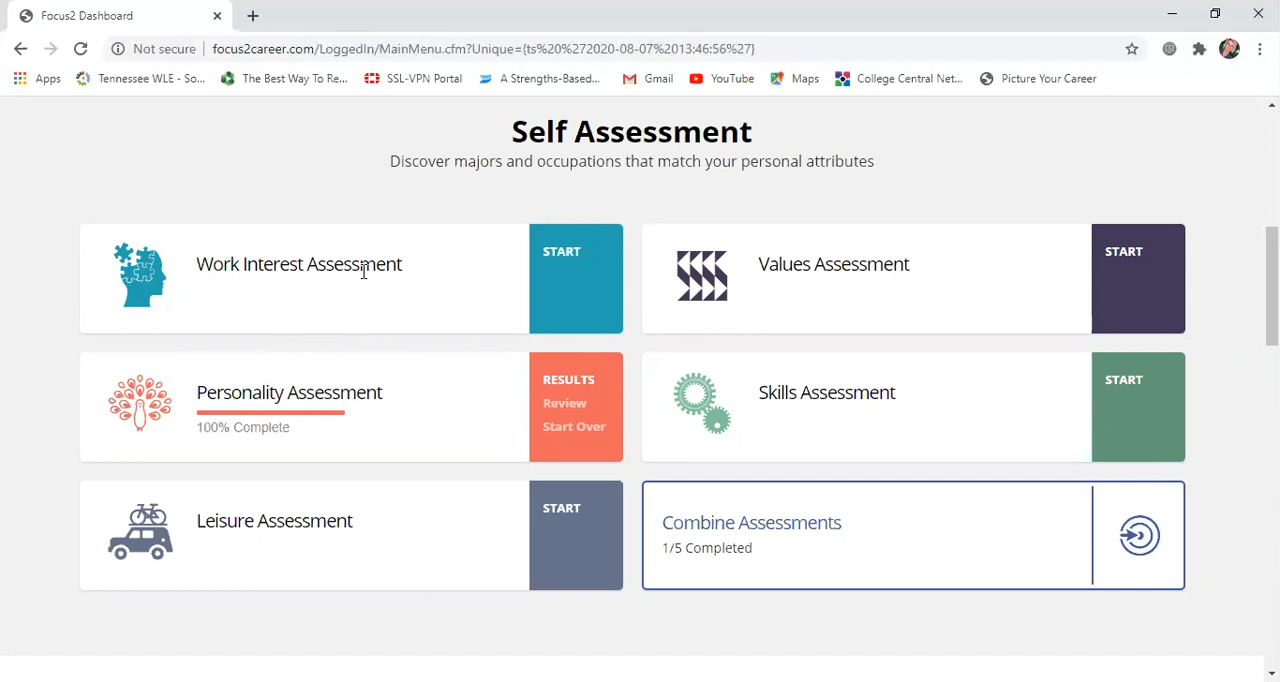 Focus2 Dashboard
Not secure
focus2career.com/LoggedIn/MainMenu.cfm?Unique={ts%20%272020-08-07%2013:46:56%27}
Apps
Tennessee WLE - So...
The Best Way To Re...
SSL-VPN Portal
A Strengths-Based...
Gmail
YouTube
Maps
College Central Net...
Picture Your Career
Self Assessment
Discover majors and occupations that match your personal attributes
Work Interest Assessment
START
Values Assessment
START
Personality Assessment
100% Complete
RESULTS
Review
Start Over
Skills Assessment
START
Leisure Assessment
START
Combine Assessments
1/5 Completed